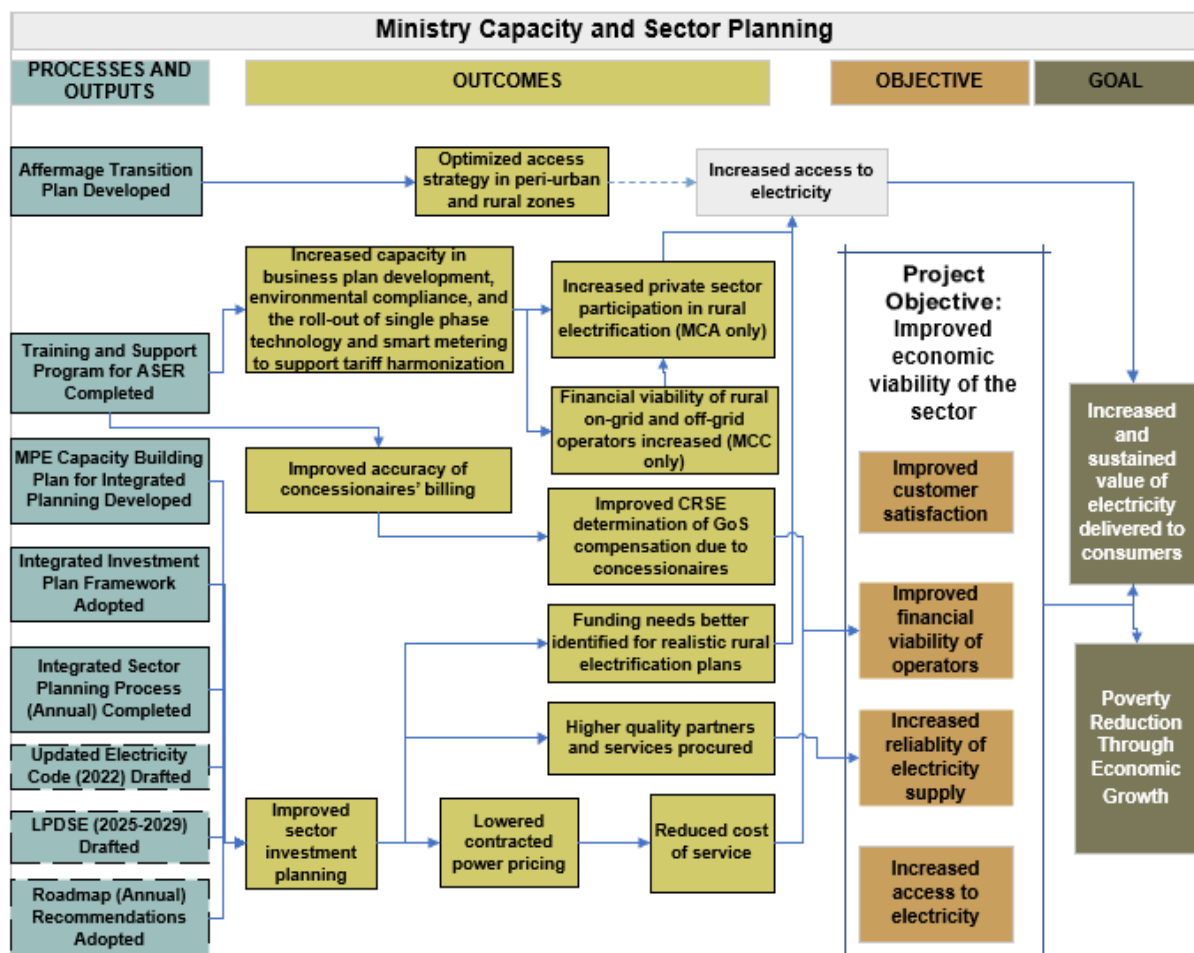 Ministry Capacity and Sector Planning
PROCESSES AND
OUTPUTS
OUTCOMES
OBJECTIVE
GOAL
Affermage Transition
Plan Developed
Optimized access
strategy in peri-urban
and rural zones
Increased access to
electricity
Training and Support
Program for ASER
Completed
Increased capacity in
business plan development,
environmental compliance, and
the roll-out of single phase
technology and smart metering
to support tariff harmonization
Increased private sector
participation in rural
electrification (MCA only)
Financial viability of rural
on-grid and off-grid
operators increased (MCC
only)
Improved accuracy of
concessionaires’ billing
MPE Capacity Building
Plan for Integrated
Planning Developed
Improved CRSE
determination of GoS
compensation due to
concessionaires
Integrated Investment
Plan Framework
Adopted
Funding needs better
identified for realistic rural
electrification plans
Integrated Sector
Planning Process
(Annual) Completed
Higher quality partners
and services procured
Updated Electricity
Code (2022) Drafted
LPDSE (2025-2029)
Drafted
Roadmap (Annual)
Recommendations
Adopted
Improved
sector
investment
planning
Lowered
contracted
power pricing
Reduced cost
of service
Project
Objective:
Improved
economic
viability of the
sector
Improved
customer
satisfaction
Improved
financial
viability of
operators
Increased
reliablity of
electricity
supply
Increased
access to
electricity
Increased
and
sustained
value of
electricity
delivered to
consumers
Poverty
Reduction
Through
Economic
Growth